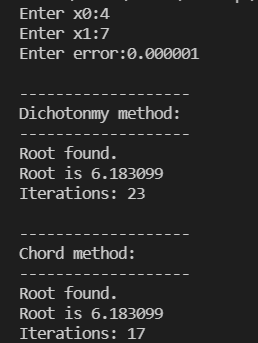 Enter x0:4
Enter x1:7
Enter error:0.000001
-------------------
Dichotonmy method:
-------------------
Root found.
Root is 6.183099
Iterations: 23
-------------------
Chord method:
-------------------
Root found.
Root is 6.183099
Iterations: 17